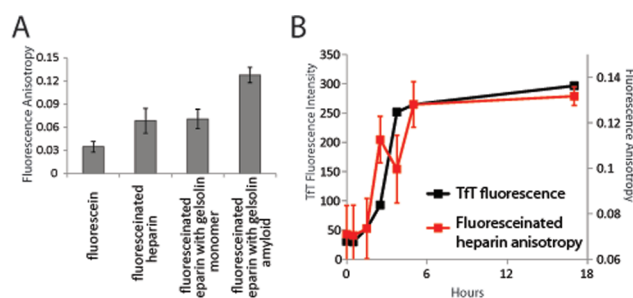 A
Fluorescence Anisotropy
0.15
0.12
0.09
0.06
0.03
0
fluorescein
fluoresceinated
heparin
fluoresceinated
eparin with gelsolin
monomer
fluoresceinated
eparin with gelsolin
amyloid
B
TfT Fluorescence Intensity
350
300
250
200
150
100
50
0
0.14
0.12
0.1
0.08
0.06
Fluorescence Anisotropy
TfT fluorescence
Fluoresceinated
heparin anisotropy
0
6
12
18
Hours